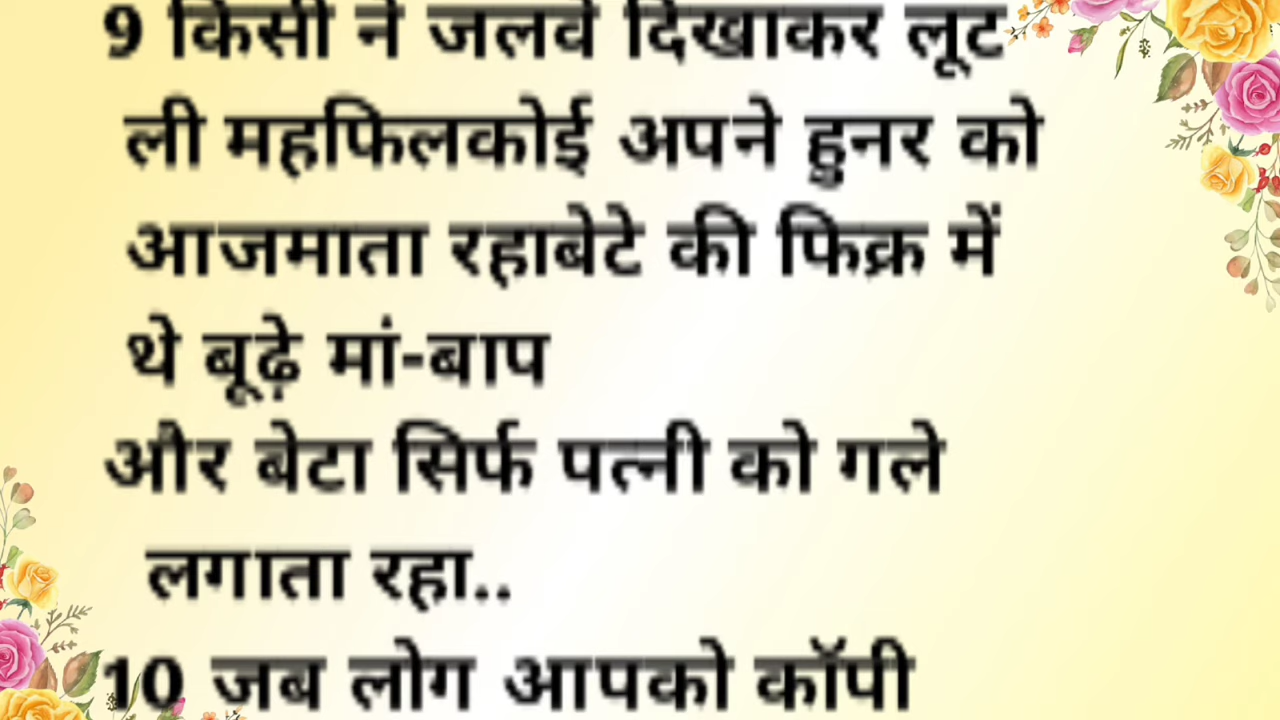 9 किसी ने जलवे दिखाकर लूट
ली महफिलकोई अपने हुनर को
आजमाता रहाबेटे की फिक्र में
थे बूढ़े मां-बाप
और बेटा सिर्फ पत्नी को गले
लगाता रहा..
10 जब लोग आपको कॉपी